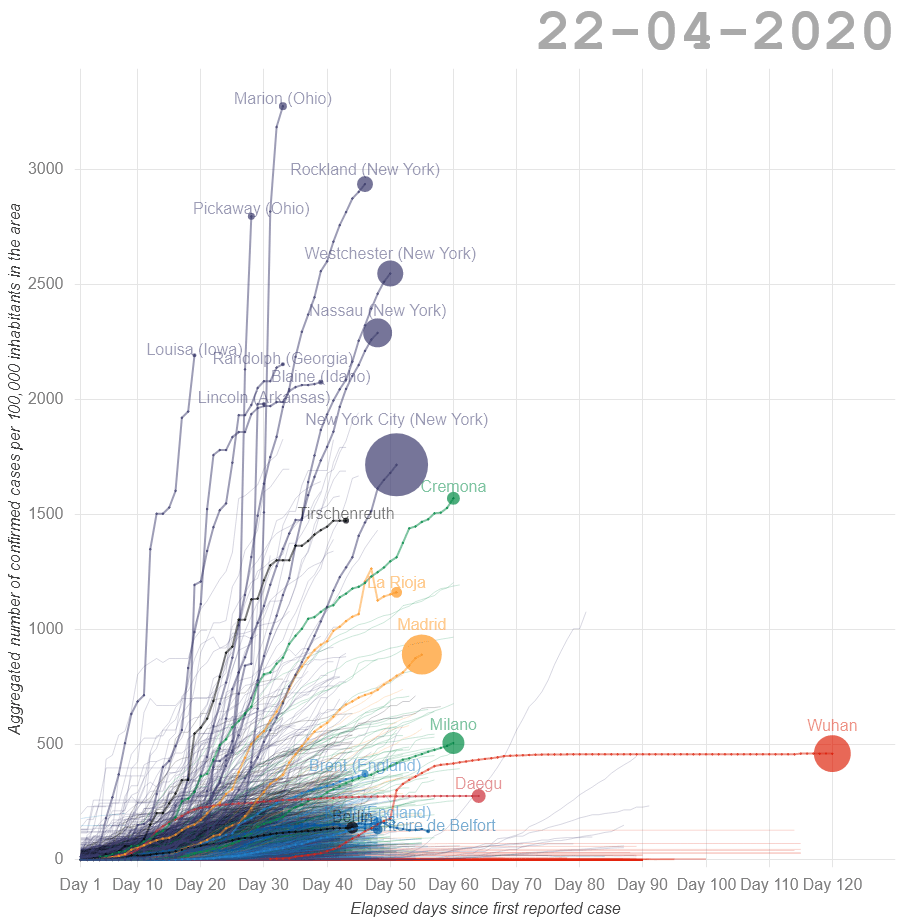 22-04-2020
Marion (Ohio)
3000
Rockland (New York)
Pickaway (Ohio)
Westchester (New York)
2500
Nassau (New York)
Louisa (Iowa)
Randolph (Georgia)
Blaine (Idaho)
2000
Lincoln (Arkansas)
New York City (New York)
Cremona
1500
Tirschenreuth
La Rioja
1000
Madrid
Milano
Wuhan
500
Brent (England)
Daegu
(England)
Berlin
Territoire de Belfort
0
Day 1 Day 10 Day 20 Day 30 Day 40 Day 50 Day 60 Day 70 Day 80 Day 90 Day 100 Day 110 Day 120
Elapsed days since first reported case
Aggregated number of confirmed cases per 100,000 inhabitants in the area